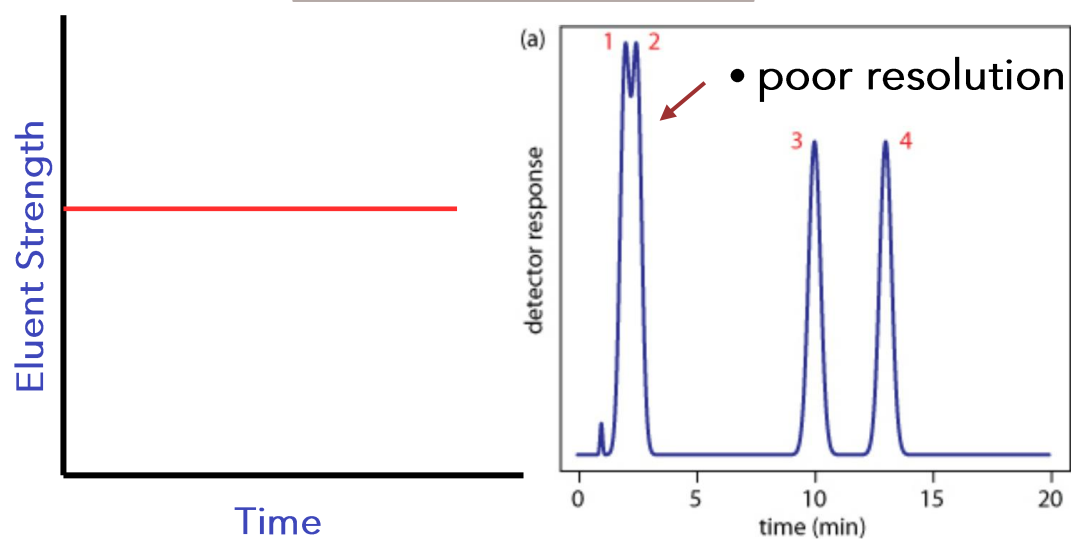 Eluent Strength
Time
(a)
1 2
• poor resolution
3 4
detector response
0 5 10 15 20
time (min)